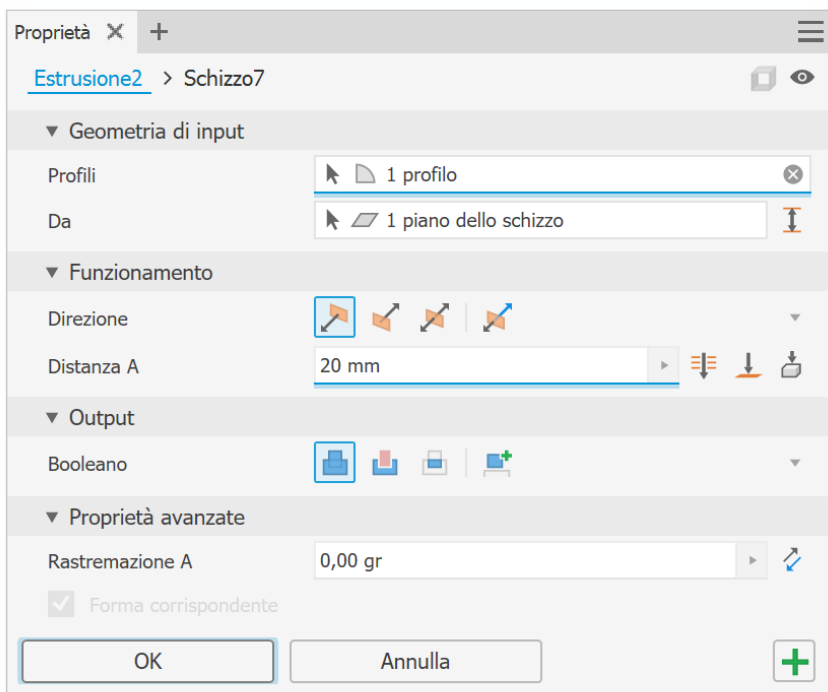 Proprietà
Estrusione2 > Schizzo7
Geometria di input
Profili 1 profilo
Da 1 piano dello schizzo
Funzionamento
Direzione
Distanza A 20 mm
Output
Booleano
Proprietà avanzate
Rastremazione A 0,00 gr
Forma corrispondente
OK Annulla